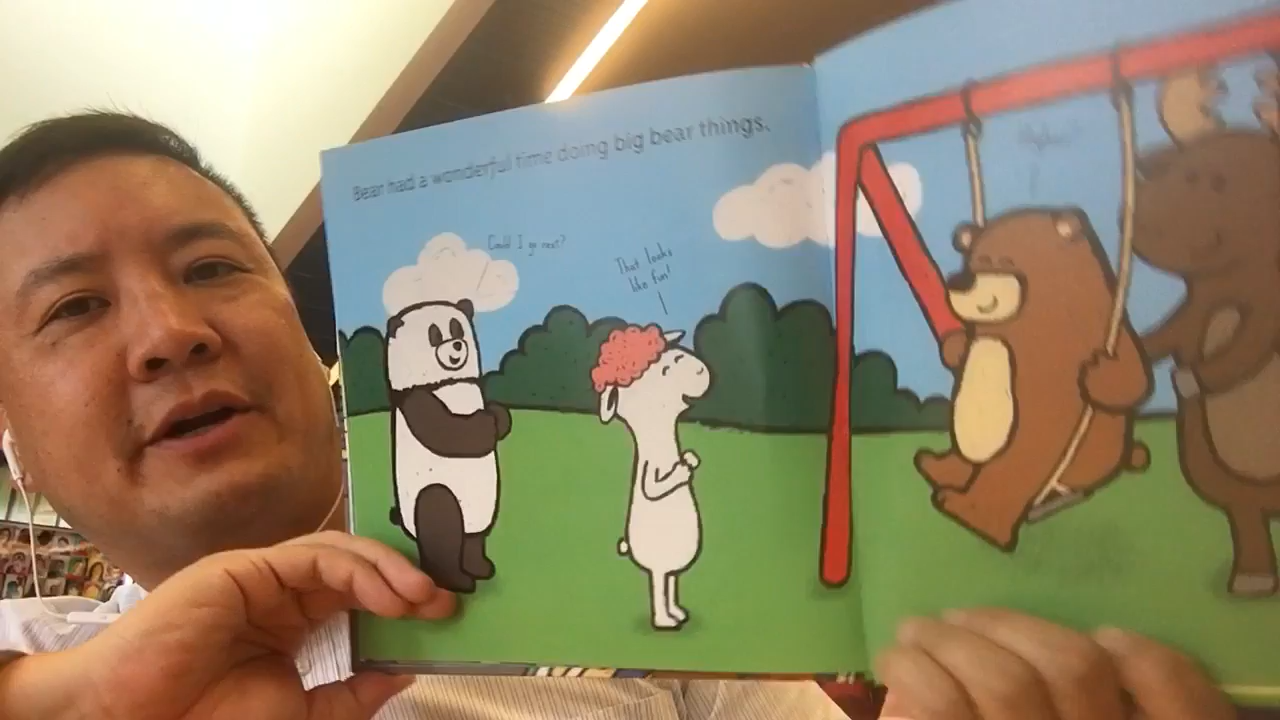 Bear had a wonderful time doing big bear things.
Could I go next?
That looks
like fun!